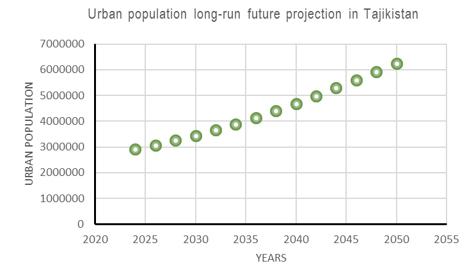 Urban population long-run future projection in Tajikistan
7000000
6000000
5000000
4000000
3000000
2000000
1000000
0
URBAN POPULATION
2020 2025 2030 2035 2040 2045 2050 2055
YEARS